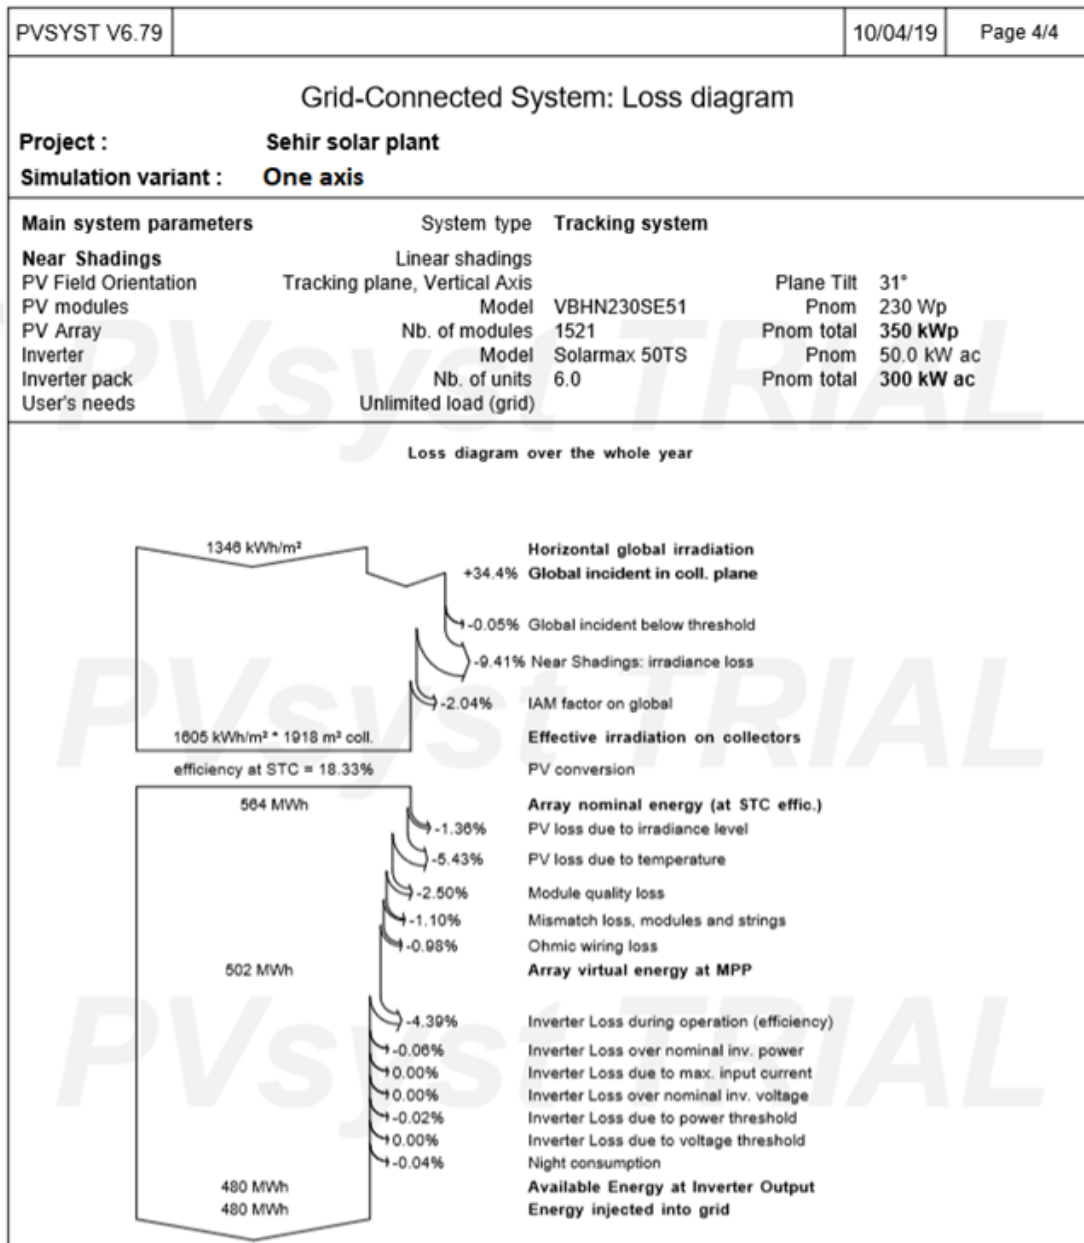 PVSYST V6.79 10/04/19 Page 4/4
Grid-Connected System: Loss diagram
Project : Sehir solar plant
Simulation variant : One axis
Main system parameters System type Tracking system
Near Shadings Linear shadings
PV Field Orientation Tracking plane, Vertical Axis Plane Tilt 31°
PV modules Model VBHN230SE51 Pnom 230 Wp
PV Array Nb. of modules 1521 Pnom total 350 kWp
Inverter Model Solarmax 50TS Pnom 50.0 kW ac
Inverter pack Nb. of units 6.0 Pnom total 300 kW ac
User's needs Unlimited load (grid)
PVsyst TRIAL
Loss diagram over the whole year
1346 kWh/m² Horizontal global irradiation
+34.4% Global incident in coll. plane
-0.05% Global incident below threshold
-9.41% Near Shadings: irradiance loss
-2.04% IAM factor on global
PVsyst TRIAL
1605 kWh/m² * 1918 m² coll. Effective irradiation on collectors
efficiency at STC = 18.33% PV conversion
564 MWh Array nominal energy (at STC effic.)
-1.36% PV loss due to irradiance level
-5.43% PV loss due to temperature
-2.50% Module quality loss
-1.10% Mismatch loss, modules and strings
-0.98% Ohmic wiring loss
502 MWh Array virtual energy at MPP
-4.39% Inverter Loss during operation (efficiency)
-0.06% Inverter Loss over nominal inv. power
PVsyst TRIAL
0.00% Inverter Loss due to max. input current
0.00% Inverter Loss over nominal inv. voltage
-0.02% Inverter Loss due to power threshold
0.00% Inverter Loss due to voltage threshold
-0.04% Night consumption
480 MWh Available Energy at Inverter Output
480 MWh Energy injected into grid